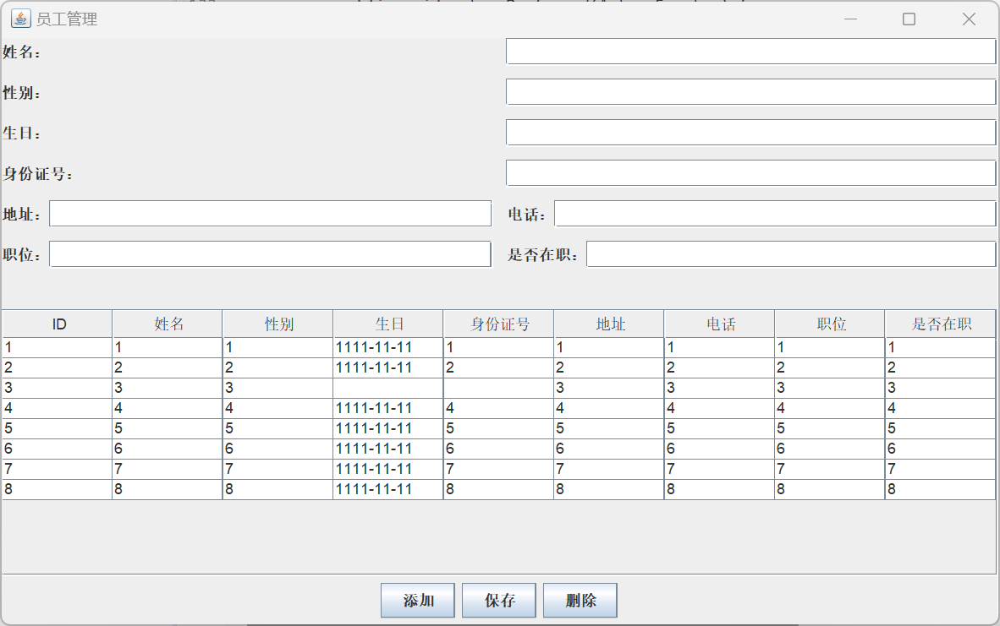 员工管理
姓名：
性别：
生日：
身份证号：
地址： 电话：
职位： 是否在职：
ID 姓名 性别 生日 身份证号 地址 电话 职位 是否在职
1 1 1 1111-11-11 1 1 1 1 1
2 2 2 1111-11-11 2 2 2 2 2
3 3 3 3 3 3 3
4 4 4 1111-11-11 4 4 4 4 4
5 5 5 1111-11-11 5 5 5 5 5
6 6 6 1111-11-11 6 6 6 6 6
7 7 7 1111-11-11 7 7 7 7 7
8 8 8 1111-11-11 8 8 8 8 8
添加 保存 删除